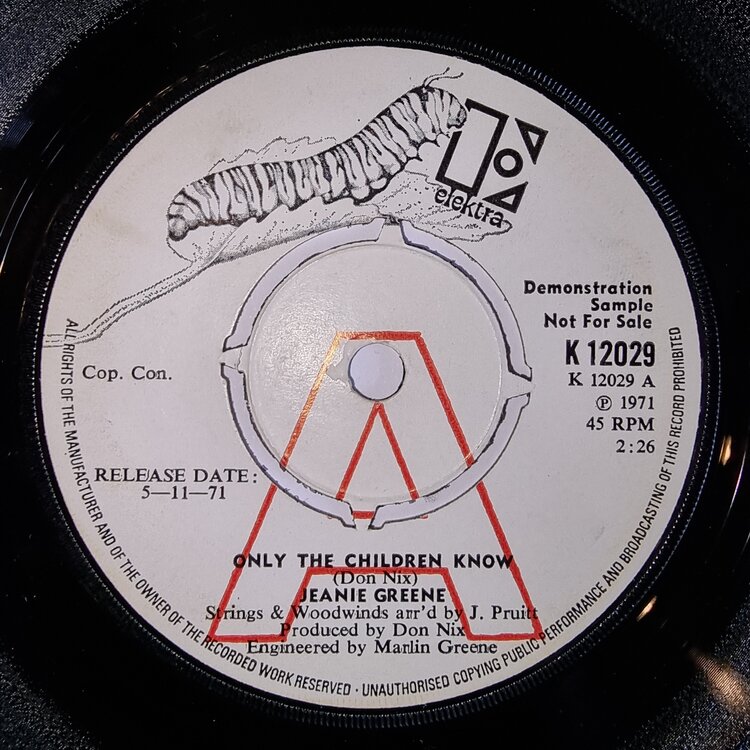 elektra
Demonstration
Sample
Not For Sale
K 12029
K 12029 A
℗ 1971
45 RPM
2:26
Cop. Con.
RELEASE DATE:
5—11—71
A
ONLY THE CHILDREN KNOW
(Don Nix)
JEANIE GREENE
Strings & Woodwinds arr'd by J. Pruitt
Produced by Don Nix
Engineered by Marlin Greene
ALL RIGHTS OF THE MANUFACTURER AND OF THE OWNER OF THE RECORDED WORK RESERVED · UNAUTHORISED COPYING PUBLIC PERFORMANCE AND BROADCASTING OF THIS RECORD PROHIBITED